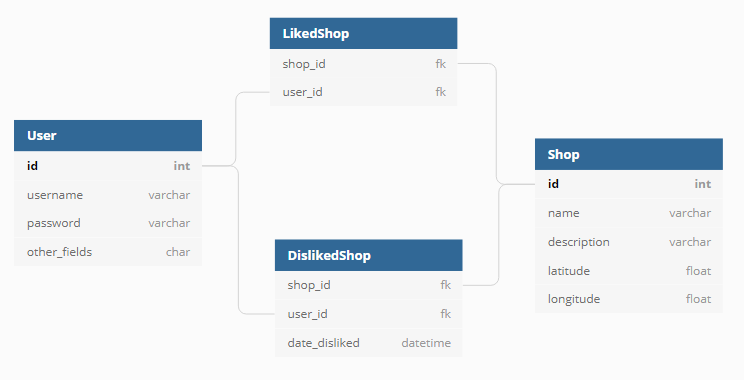 LikedShop
shop_id fk
user_id fk
User
id int
username varchar
password varchar
other_fields char
Shop
id int
name varchar
description varchar
latitude float
longitude float
DislikedShop
shop_id fk
user_id fk
date_disliked datetime